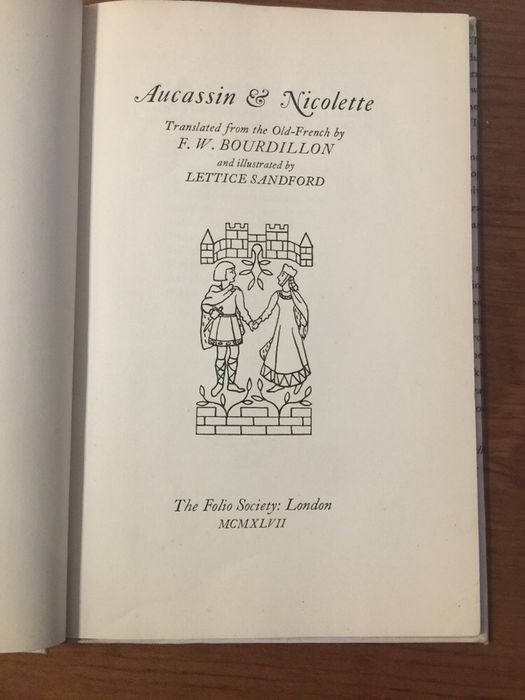 Aucassin & Nicolette
Translated from the Old-French by
F. W. BOURDILLON
and illustrated by
LETTICE SANDFORD
The Folio Society: London
MCMXLVII